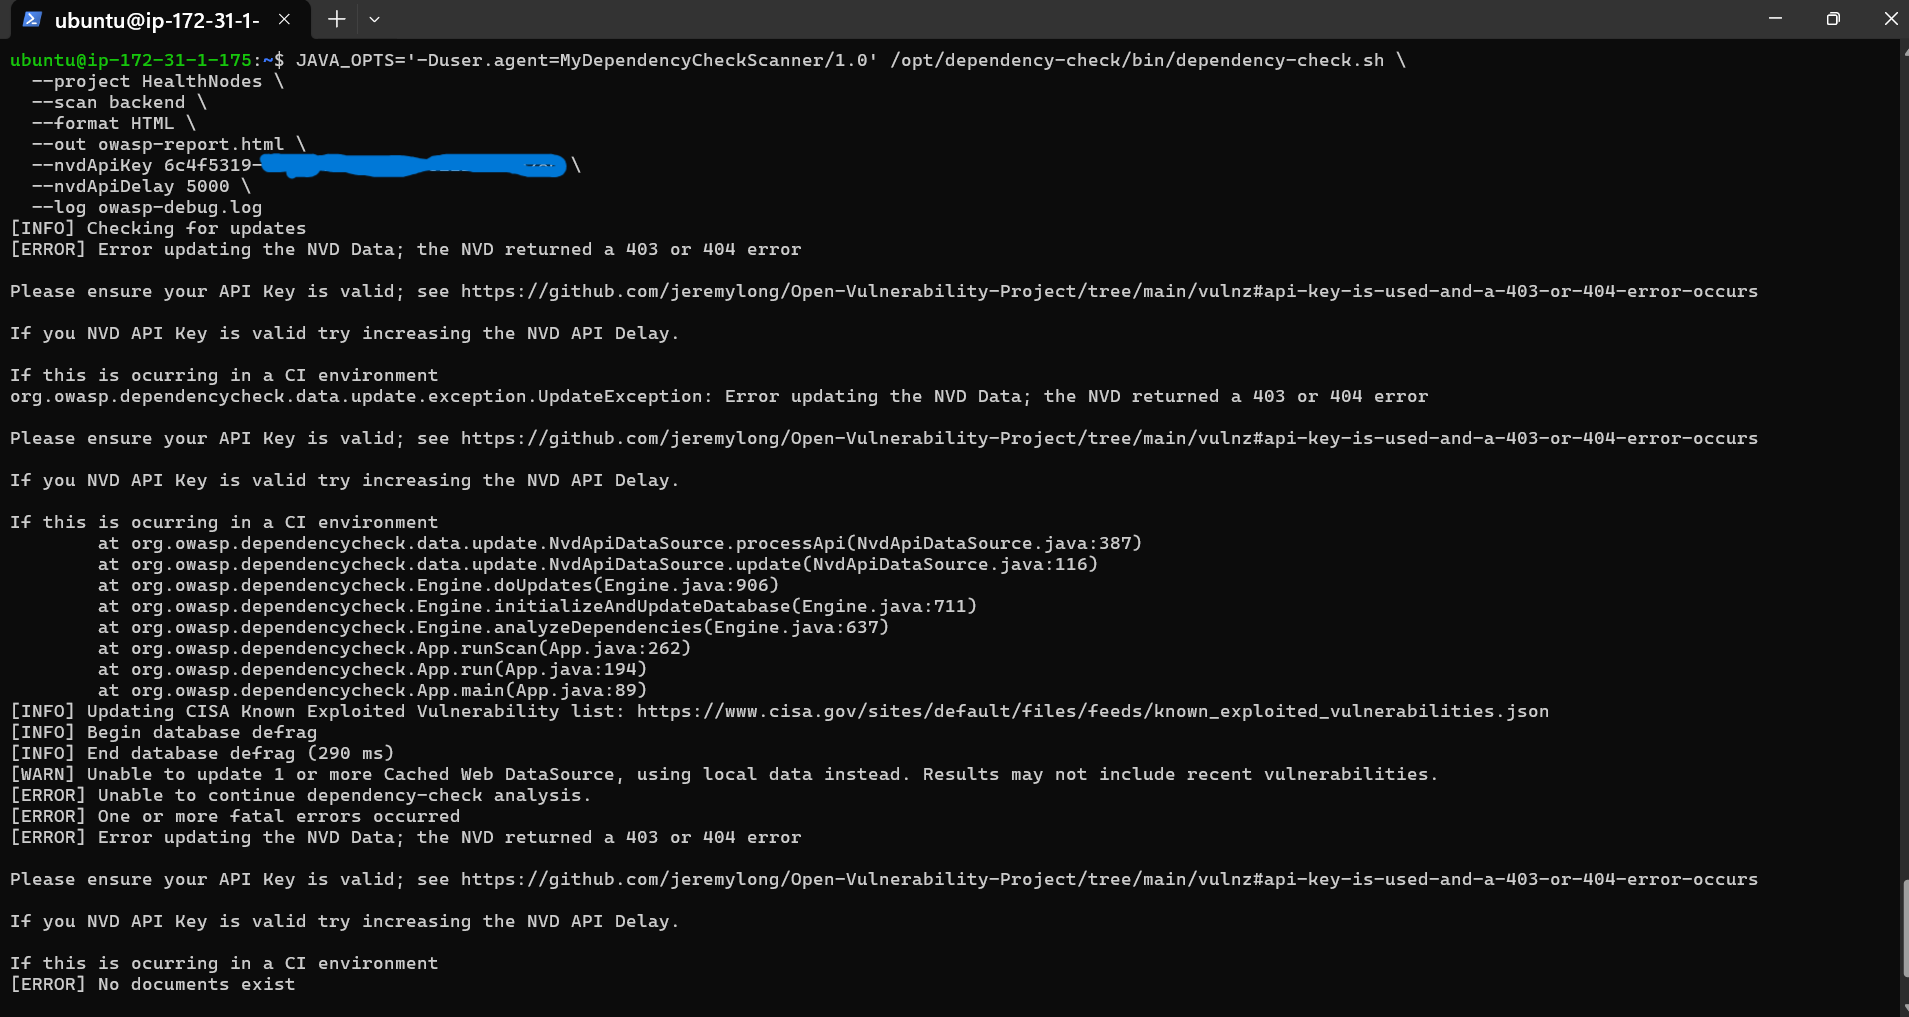 ubuntu@ip-172-31-1-
ubuntu@ip-172-31-1-175:~$ JAVA_OPTS='-Duser.agent=MyDependencyCheckScanner/1.0' /opt/dependency-check/bin/dependency-check.sh \
  --project HealthNodes \
  --scan backend \
  --format HTML \
  --out owasp-report.html \
  --nvdApiKey 6c4f5319- \
  --nvdApiDelay 5000 \
  --log owasp-debug.log
[INFO] Checking for updates
[ERROR] Error updating the NVD Data; the NVD returned a 403 or 404 error
Please ensure your API Key is valid; see https://github.com/jeremylong/Open-Vulnerability-Project/tree/main/vulnz#api-key-is-used-and-a-403-or-404-error-occurs
If you NVD API Key is valid try increasing the NVD API Delay.
If this is ocurring in a CI environment
org.owasp.dependencycheck.data.update.exception.UpdateException: Error updating the NVD Data; the NVD returned a 403 or 404 error
Please ensure your API Key is valid; see https://github.com/jeremylong/Open-Vulnerability-Project/tree/main/vulnz#api-key-is-used-and-a-403-or-404-error-occurs
If you NVD API Key is valid try increasing the NVD API Delay.
If this is ocurring in a CI environment
        at org.owasp.dependencycheck.data.update.NvdApiDataSource.processApi(NvdApiDataSource.java:387)
        at org.owasp.dependencycheck.data.update.NvdApiDataSource.update(NvdApiDataSource.java:116)
        at org.owasp.dependencycheck.Engine.doUpdates(Engine.java:906)
        at org.owasp.dependencycheck.Engine.initializeAndUpdateDatabase(Engine.java:711)
        at org.owasp.dependencycheck.Engine.analyzeDependencies(Engine.java:637)
        at org.owasp.dependencycheck.App.runScan(App.java:262)
        at org.owasp.dependencycheck.App.run(App.java:194)
        at org.owasp.dependencycheck.App.main(App.java:89)
[INFO] Updating CISA Known Exploited Vulnerability list: https://www.cisa.gov/sites/default/files/feeds/known_exploited_vulnerabilities.json
[INFO] Begin database defrag
[INFO] End database defrag (290 ms)
[WARN] Unable to update 1 or more Cached Web DataSource, using local data instead. Results may not include recent vulnerabilities.
[ERROR] Unable to continue dependency-check analysis.
[ERROR] One or more fatal errors occurred
[ERROR] Error updating the NVD Data; the NVD returned a 403 or 404 error
Please ensure your API Key is valid; see https://github.com/jeremylong/Open-Vulnerability-Project/tree/main/vulnz#api-key-is-used-and-a-403-or-404-error-occurs
If you NVD API Key is valid try increasing the NVD API Delay.
If this is ocurring in a CI environment
[ERROR] No documents exist